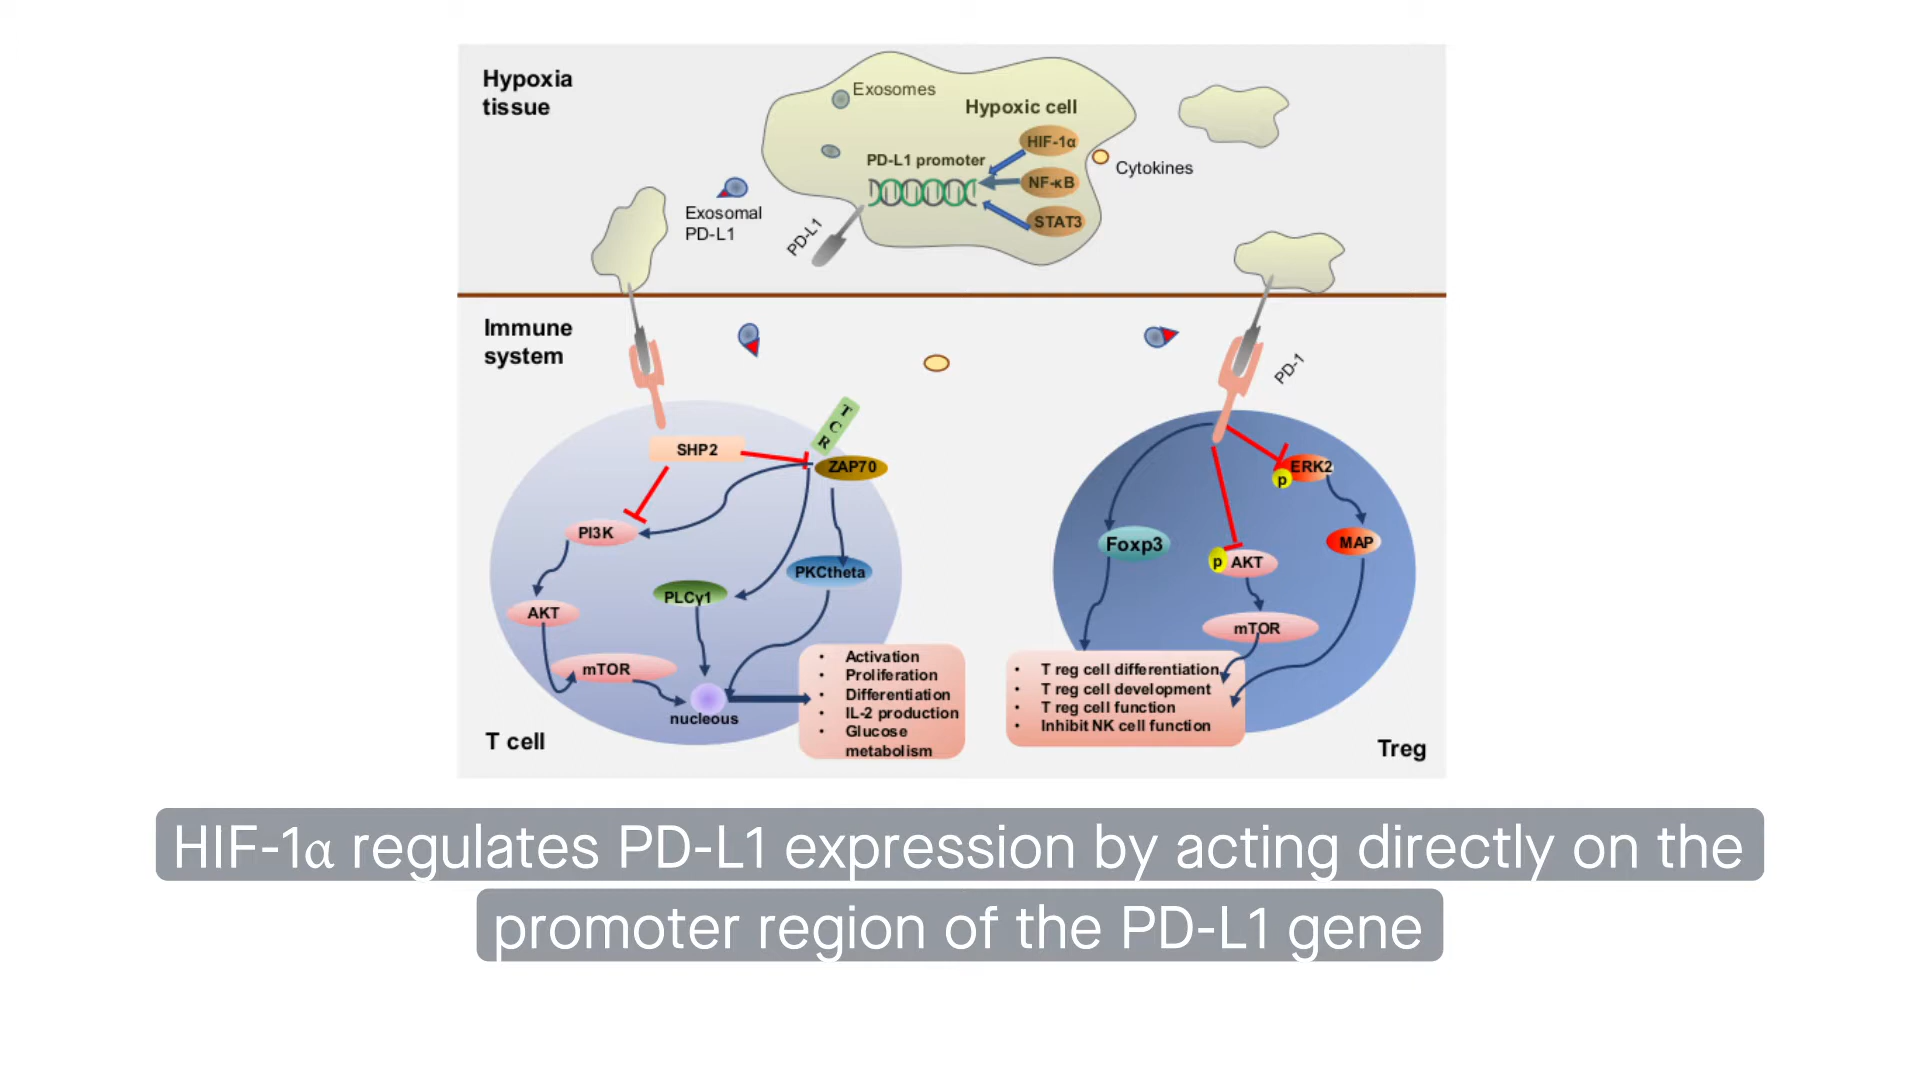 Hypoxia
tissue
Exosomes
Hypoxic cell
HIF-1α
PD-L1 promoter
Cytokines
NF-κB
STAT3
Exosomal
PD-L1
PD-L1
Immune
system
PD-1
TCR
SHP2
ZAP70
PI3K
PKCtheta
PLCγ1
AKT
mTOR
nucleous
• Activation
• Proliferation
• Differentiation
• IL-2 production
• Glucose
metabolism
T cell
ERK2
p
Foxp3
MAP
p
AKT
mTOR
• T reg cell differentiation
• T reg cell development
• T reg cell function
• Inhibit NK cell function
Treg
HIF-1α regulates PD-L1 expression by acting directly on the
promoter region of the PD-L1 gene